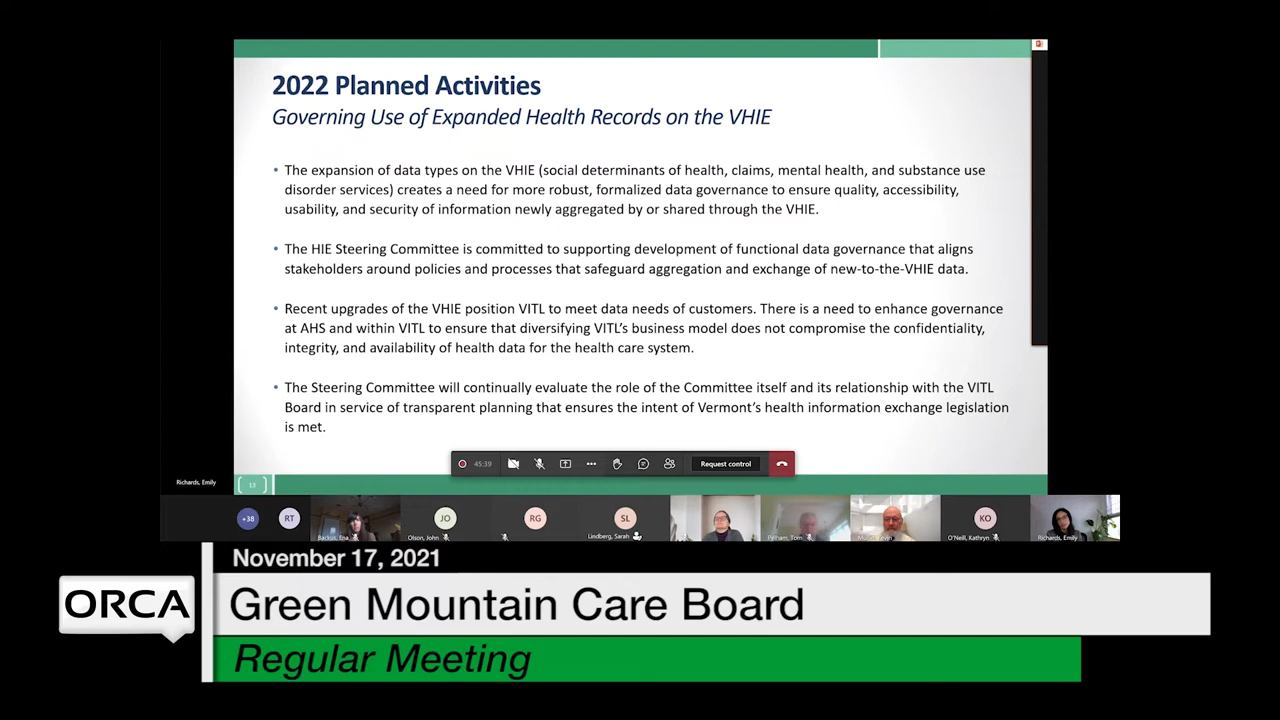 2022 Planned Activities
Governing Use of Expanded Health Records on the VHIE
• The expansion of data types on the VHIE (social determinants of health, claims, mental health, and substance use
disorder services) creates a need for more robust, formalized data governance to ensure quality, accessibility,
usability, and security of information newly aggregated by or shared through the VHIE.
• The HIE Steering Committee is committed to supporting development of functional data governance that aligns
stakeholders around policies and processes that safeguard aggregation and exchange of new-to-the-VHIE data.
• Recent upgrades of the VHIE position VITL to meet data needs of customers. There is a need to enhance governance
at AHS and within VITL to ensure that diversifying VITL's business model does not compromise the confidentiality,
integrity, and availability of health data for the health care system.
• The Steering Committee will continually evaluate the role of the Committee itself and its relationship with the VITL
Board in service of transparent planning that ensures the intent of Vermont's health information exchange legislation
is met.
45:39
Request control
Richards, Emily
13
+38
RT
Backus, Ena
JO
Olson, John
RG
SL
Lindberg, Sarah
Pelham, Tom
KO
O'Neill, Kathryn
Richards, Emily
November 17, 2021
ORCA
Green Mountain Care Board
Regular Meeting